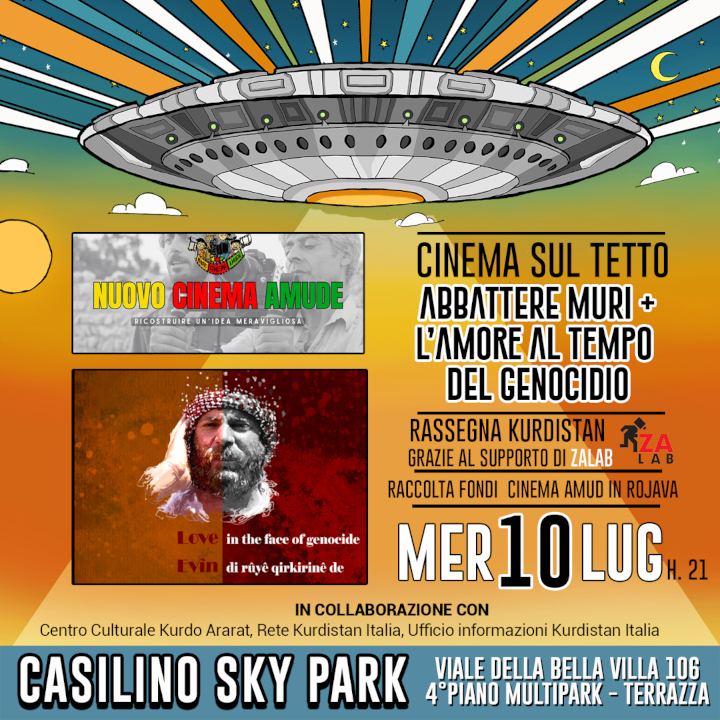 NUOVO CINEMA AMUDE
RICOSTRUIRE UN'IDEA MERAVIGLIOSA
Love in the face of genocide
Evîn di rûyê qirkirinê de
CINEMA SUL TETTO
ABBATTERE MURI +
L'AMORE AL TEMPO
DEL GENOCIDIO
RASSEGNA KURDISTAN
GRAZIE AL SUPPORTO DI ZALAB
ZA
LAB
RACCOLTA FONDI CINEMA AMUD IN ROJAVA
MER 10 LUG H. 21
IN COLLABORAZIONE CON
Centro Culturale Kurdo Ararat, Rete Kurdistan Italia, Ufficio informazioni Kurdistan Italia
CASILINO SKY PARK
VIALE DELLA BELLA VILLA 106
4°PIANO MULTIPARK - TERRAZZA